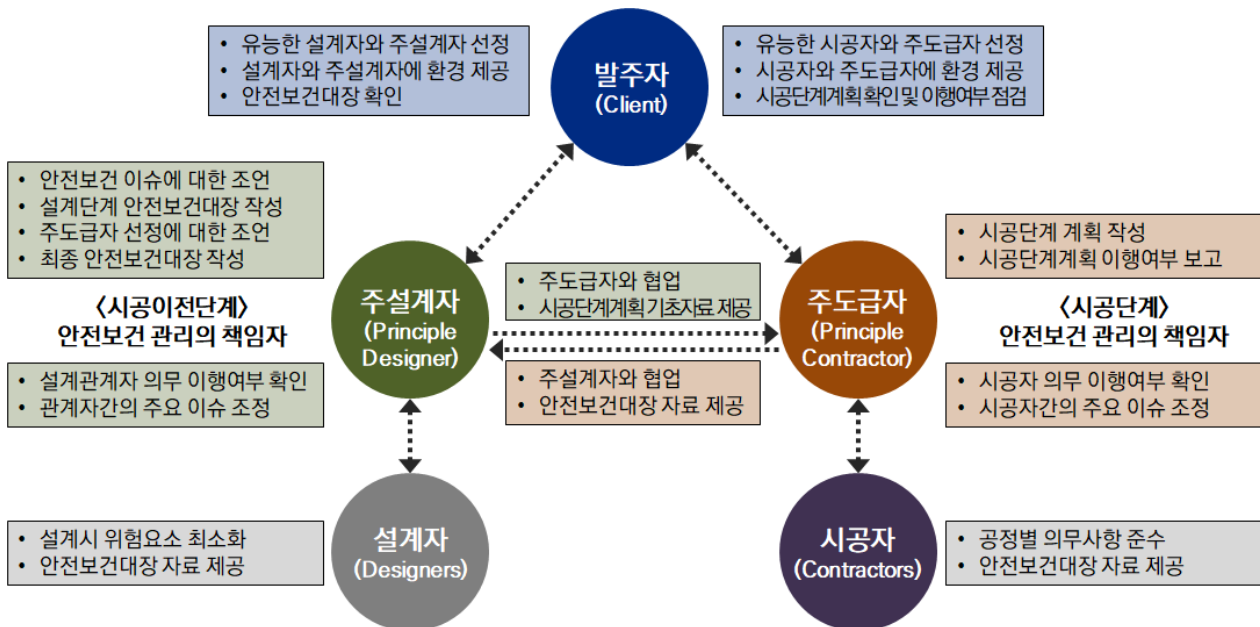 • 유능한 설계자와 주설계자 선정
• 설계자와 주설계자에 환경 제공
• 안전보건대장 확인
발주자
(Client)
• 유능한 시공자와 주도급자 선정
• 시공자와 주도급자에 환경 제공
• 시공단계계획 확인 및 이행여부 점검
• 안전보건 이슈에 대한 조언
• 설계단계 안전보건대장 작성
• 주도급자 선정에 대한 조언
• 최종 안전보건대장 작성
〈시공이전단계〉
안전보건 관리의 책임자
• 설계관계자 의무 이행여부 확인
• 관계자간의 주요 이슈 조정
주설계자
(Principle
Designer)
• 주도급자와 협업
• 시공단계계획 기초자료 제공
• 주설계자와 협업
• 안전보건대장 자료 제공
주도급자
(Principle
Contractor)
• 시공단계 계획 작성
• 시공단계계획 이행여부 보고
〈시공단계〉
안전보건 관리의 책임자
• 시공자 의무 이행여부 확인
• 시공자간의 주요 이슈 조정
• 설계시 위험요소 최소화
• 안전보건대장 자료 제공
설계자
(Designers)
시공자
(Contractors)
• 공정별 의무사항 준수
• 안전보건대장 자료 제공